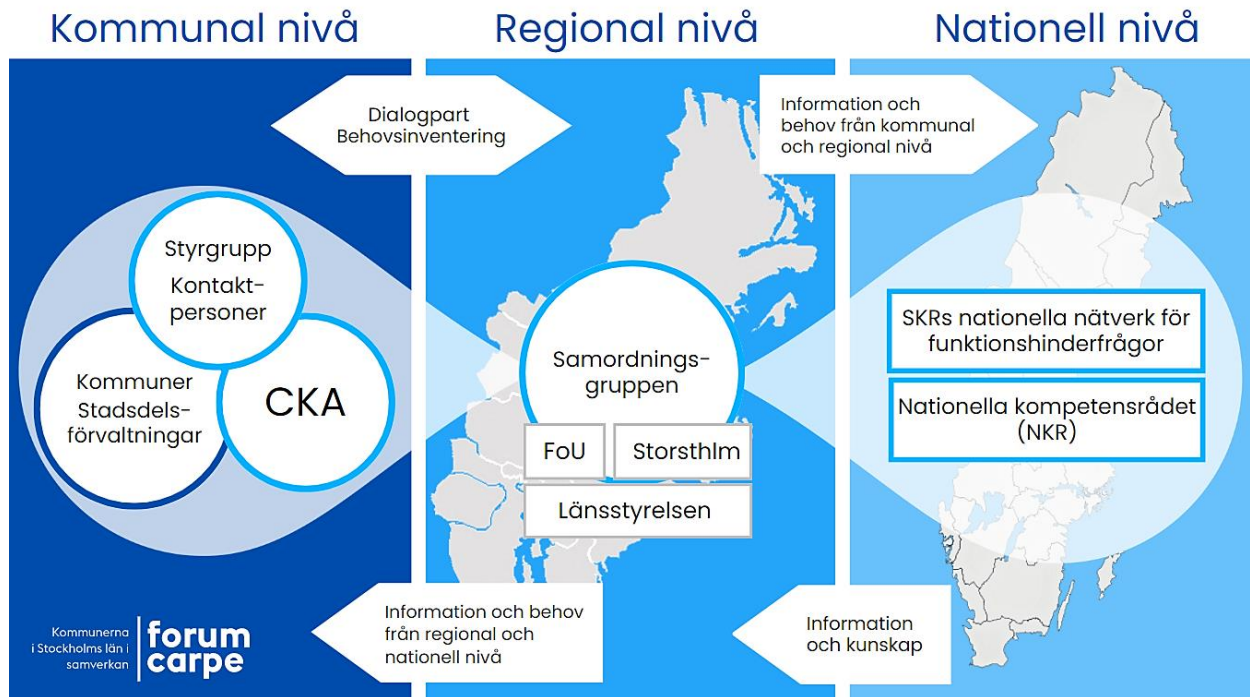 Kommunal nivå
Regional nivå
Nationell nivå
Dialogpart
Behovsinventering
Information och
behov från kommunal
och regional nivå
Styrgrupp
Kontakt-
personer
Kommuner
Stadsdels-
förvaltningar
CKA
Samordnings-
gruppen
FoU
Storsthlm
Länsstyrelsen
SKRs nationella nätverk för
funktionshinderfrågor
Nationella kompetensrådet
(NKR)
Information och behov
från regional och
nationell nivå
Information
och kunskap
Kommunerna
i Stockholms län i
samverkan
forum
carpe